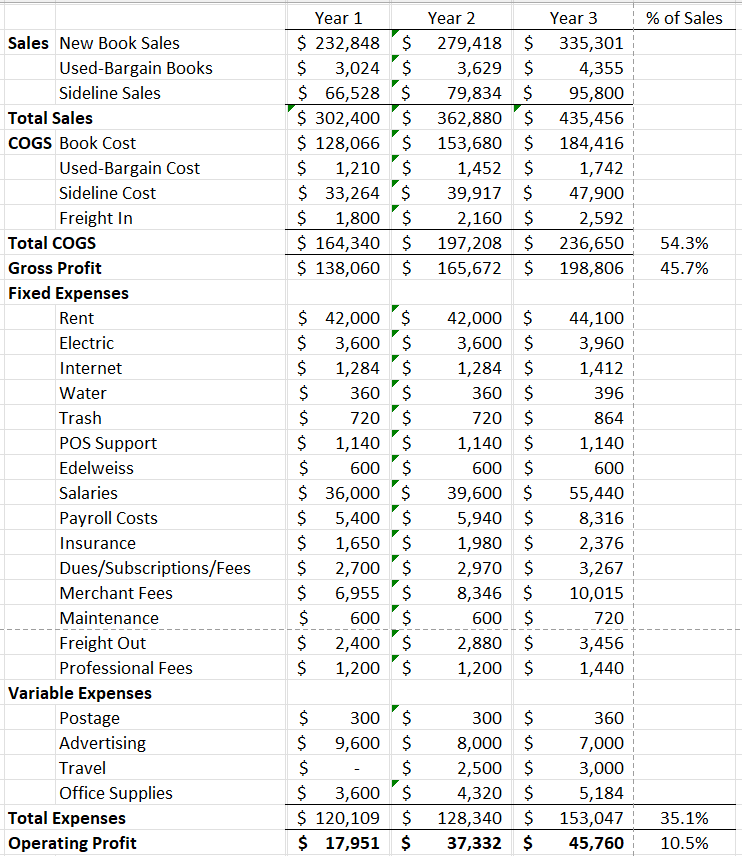 Year 1 Year 2 Year 3 % of Sales
Sales New Book Sales $ 232,848 $ 279,418 $ 335,301
Used-Bargain Books $ 3,024 $ 3,629 $ 4,355
Sideline Sales $ 66,528 $ 79,834 $ 95,800
Total Sales $ 302,400 $ 362,880 $ 435,456
COGS Book Cost $ 128,066 $ 153,680 $ 184,416
Used-Bargain Cost $ 1,210 $ 1,452 $ 1,742
Sideline Cost $ 33,264 $ 39,917 $ 47,900
Freight In $ 1,800 $ 2,160 $ 2,592
Total COGS $ 164,340 $ 197,208 $ 236,650 54.3%
Gross Profit $ 138,060 $ 165,672 $ 198,806 45.7%
Fixed Expenses
Rent $ 42,000 $ 42,000 $ 44,100
Electric $ 3,600 $ 3,600 $ 3,960
Internet $ 1,284 $ 1,284 $ 1,412
Water $ 360 $ 360 $ 396
Trash $ 720 $ 720 $ 864
POS Support $ 1,140 $ 1,140 $ 1,140
Edelweiss $ 600 $ 600 $ 600
Salaries $ 36,000 $ 39,600 $ 55,440
Payroll Costs $ 5,400 $ 5,940 $ 8,316
Insurance $ 1,650 $ 1,980 $ 2,376
Dues/Subscriptions/Fees $ 2,700 $ 2,970 $ 3,267
Merchant Fees $ 6,955 $ 8,346 $ 10,015
Maintenance $ 600 $ 600 $ 720
Freight Out $ 2,400 $ 2,880 $ 3,456
Professional Fees $ 1,200 $ 1,200 $ 1,440
Variable Expenses
Postage $ 300 $ 300 $ 360
Advertising $ 9,600 $ 8,000 $ 7,000
Travel $ - $ 2,500 $ 3,000
Office Supplies $ 3,600 $ 4,320 $ 5,184
Total Expenses $ 120,109 $ 128,340 $ 153,047 35.1%
Operating Profit $ 17,951 $ 37,332 $ 45,760 10.5%